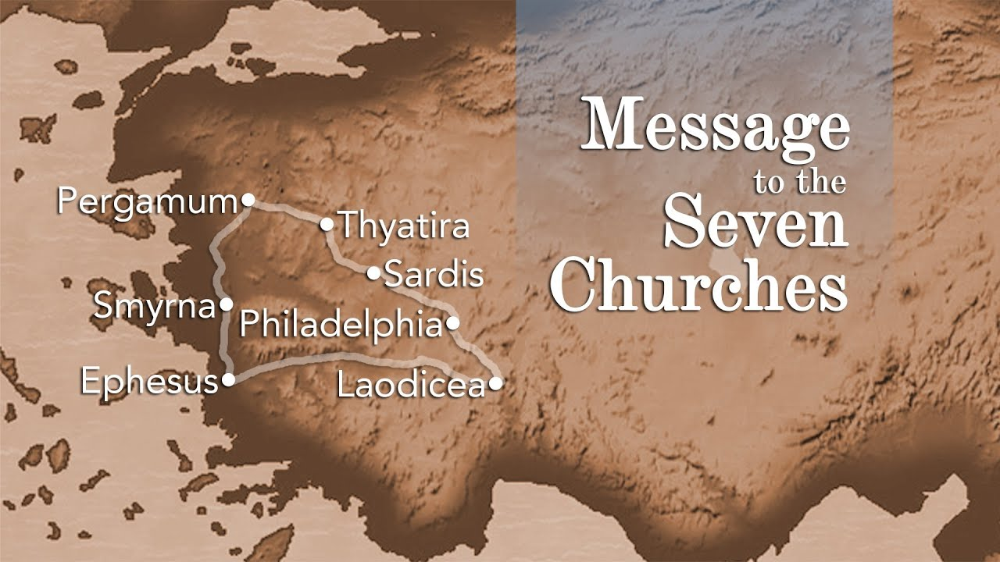 Message
to the
Seven
Churches
Pergamum
Thyatira
Sardis
Smyrna
Philadelphia
Ephesus
Laodicea